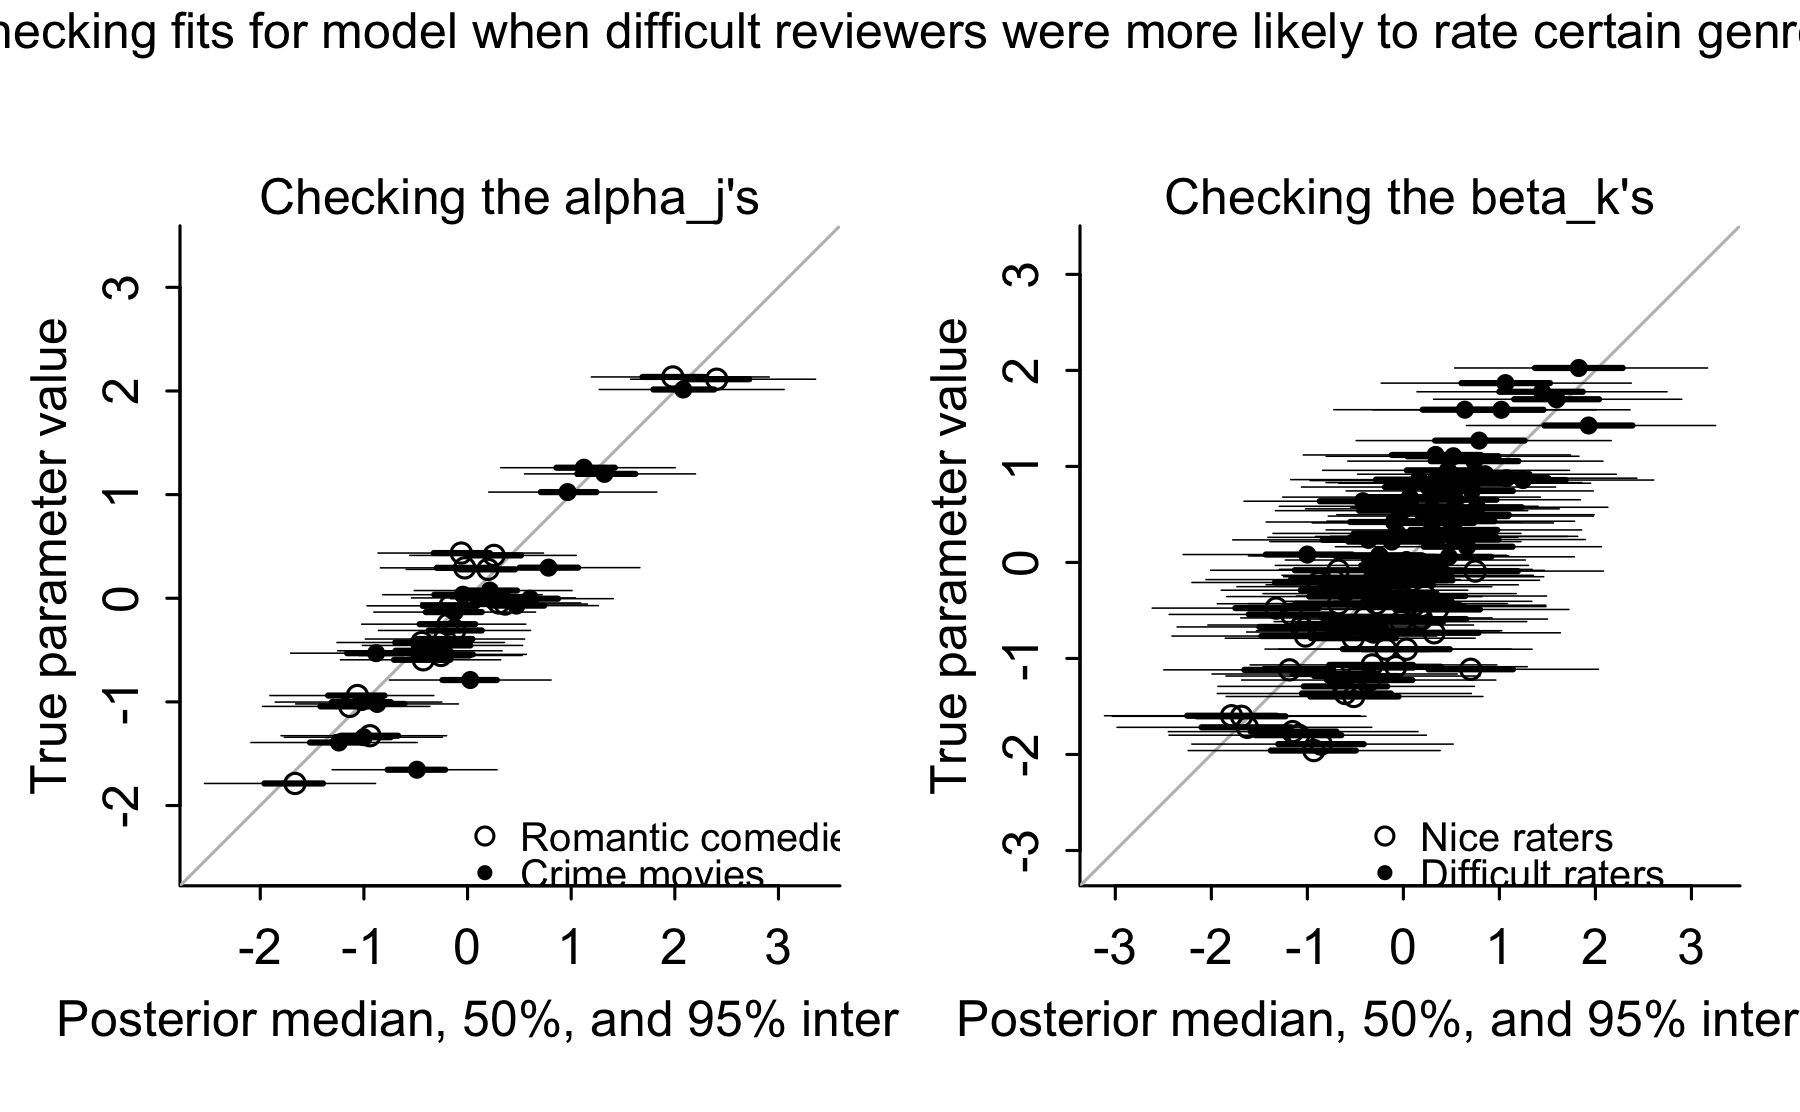 hecking fits for model when difficult reviewers were more likely to rate certain genr
Checking the alpha_j's
True parameter value
3
2
1
0
-1
-2
Romantic comedie
Crime movies
-2 -1 0 1 2 3
Posterior median, 50%, and 95% inter
Checking the beta_k's
True parameter value
3
2
1
0
-1
-2
-3
Nice raters
Difficult raters
-3 -2 -1 0 1 2 3
Posterior median, 50%, and 95% inter